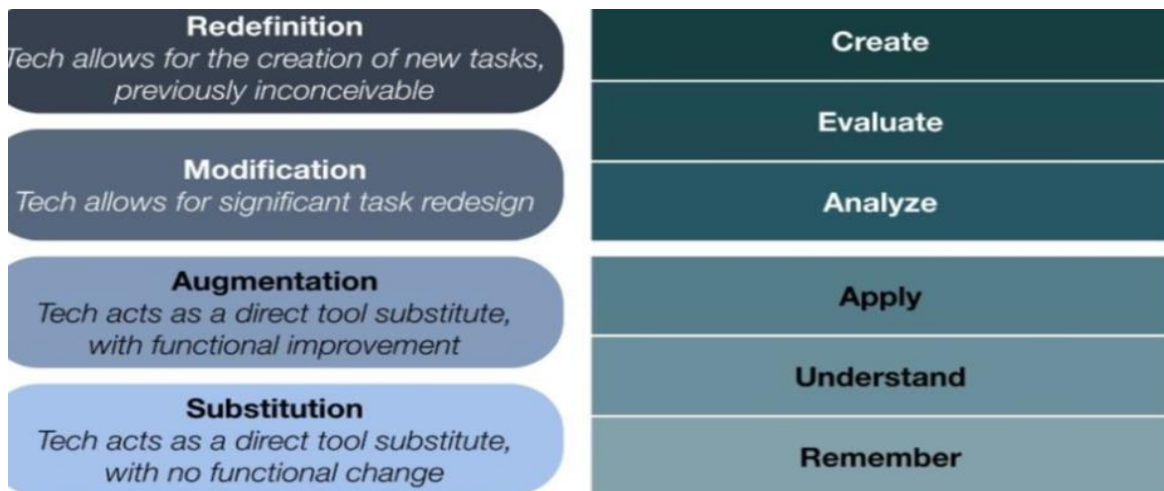 Redefinition
Tech allows for the creation of new tasks,
previously inconceivable
Modification
Tech allows for significant task redesign
Augmentation
Tech acts as a direct tool substitute,
with functional improvement
Substitution
Tech acts as a direct tool substitute,
with no functional change
Create
Evaluate
Analyze
Apply
Understand
Remember